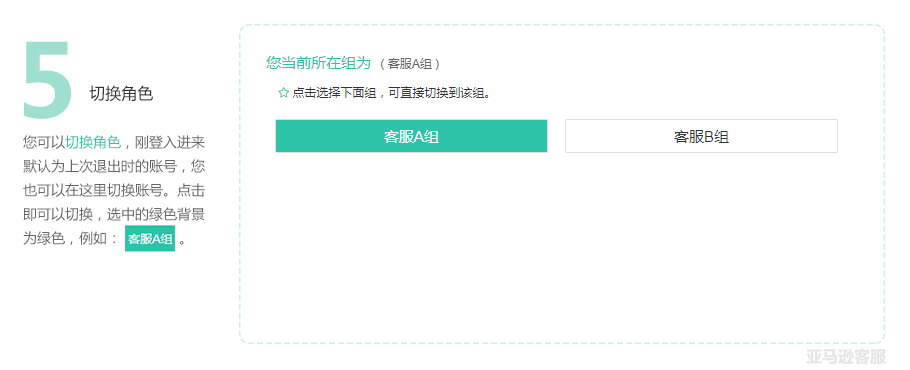 5
切换角色
您可以切换角色，刚登入进来
默认为上次退出时的账号，您
也可以在这里切换账号。点击
即可以切换，选中的绿色背景
为绿色，例如： 客服A组 。
您当前所在组为 （客服A组）
☆ 点击选择下面组，可直接切换到该组。
客服A组 客服B组
亚马逊客服